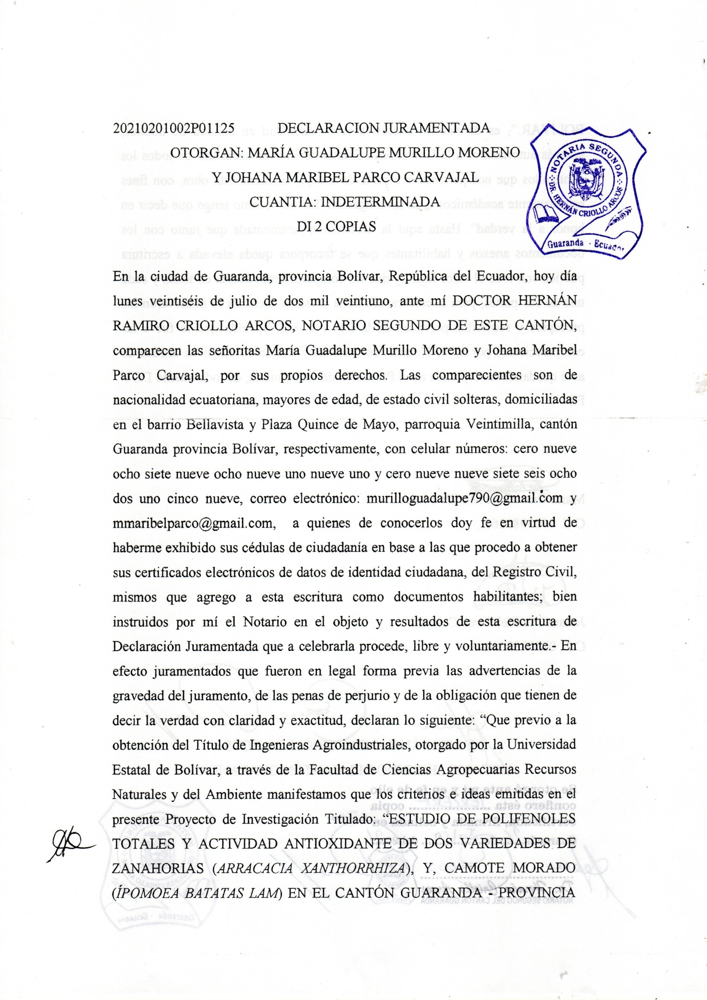 20210201002P01125 DECLARACION JURAMENTADA
OTORGAN: MARÍA GUADALUPE MURILLO MORENO
Y JOHANA MARIBEL PARCO CARVAJAL
CUANTIA: INDETERMINADA
DI 2 COPIAS
NOTARIA SEGUNDA
DR. HERNÁN CRIOLLO ARCOS
Guaranda - Ecuador
En la ciudad de Guaranda, provincia Bolívar, República del Ecuador, hoy día
lunes veintiséis de julio de dos mil veintiuno, ante mí DOCTOR HERNÁN
RAMIRO CRIOLLO ARCOS, NOTARIO SEGUNDO DE ESTE CANTÓN,
comparecen las señoritas María Guadalupe Murillo Moreno y Johana Maribel
Parco Carvajal, por sus propios derechos. Las comparecientes son de
nacionalidad ecuatoriana, mayores de edad, de estado civil solteras, domiciliadas
en el barrio Bellavista y Plaza Quince de Mayo, parroquia Veintimilla, cantón
Guaranda provincia Bolívar, respectivamente, con celular números: cero nueve
ocho siete nueve ocho nueve uno nueve uno y cero nueve nueve siete seis ocho
dos uno cinco nueve, correo electrónico: murilloguadalupe790@gmail.com y
mmaribelparco@gmail.com, a quienes de conocerlos doy fe en virtud de
haberme exhibido sus cédulas de ciudadanía en base a las que procedo a obtener
sus certificados electrónicos de datos de identidad ciudadana, del Registro Civil,
mismos que agrego a esta escritura como documentos habilitantes; bien
instruidos por mí el Notario en el objeto y resultados de esta escritura de
Declaración Juramentada que a celebrarla procede, libre y voluntariamente.- En
efecto juramentados que fueron en legal forma previa las advertencias de la
gravedad del juramento, de las penas de perjurio y de la obligación que tienen de
decir la verdad con claridad y exactitud, declaran lo siguiente: “Que previo a la
obtención del Título de Ingenieras Agroindustriales, otorgado por la Universidad
Estatal de Bolívar, a través de la Facultad de Ciencias Agropecuarias Recursos
Naturales y del Ambiente manifestamos que los criterios e ideas emitidas en el
presente Proyecto de Investigación Titulado: “ESTUDIO DE POLIFENOLES
TOTALES Y ACTIVIDAD ANTIOXIDANTE DE DOS VARIEDADES DE
ZANAHORIAS (ARRACACIA XANTHORRHIZA), Y, CAMOTE MORADO
(ÍPOMOEA BATATAS LAM) EN EL CANTÓN GUARANDA - PROVINCIA